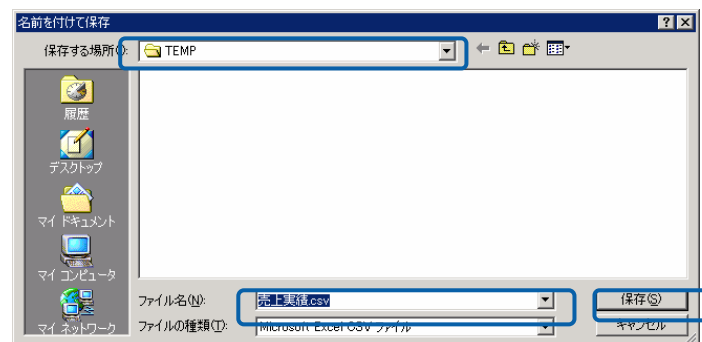 名前を付けて保存
保存する場所(I): TEMP
履歴
デスクトップ
マイ ドキュメント
マイ コンピュータ
マイ ネットワーク
ファイル名(N): 売上実績.csv 保存(S)
ファイルの種類(T): Microsoft Excel CSV ファイル キャンセル